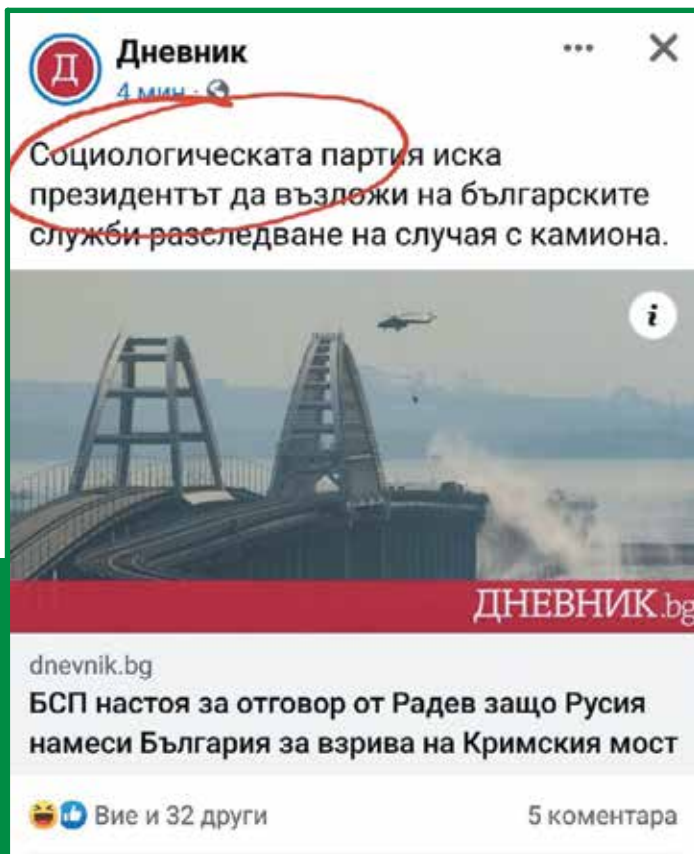 Д
Дневник
4 мин ·
Социологическата партия иска
президентът да възложи на българските
служби разследване на случая с камиона.
i
ДНЕВНИК.bg
dnevnik.bg
БСП настоя за отговор от Радев защо Русия
намеси България за взрива на Кримския мост
Вие и 32 други
5 коментара